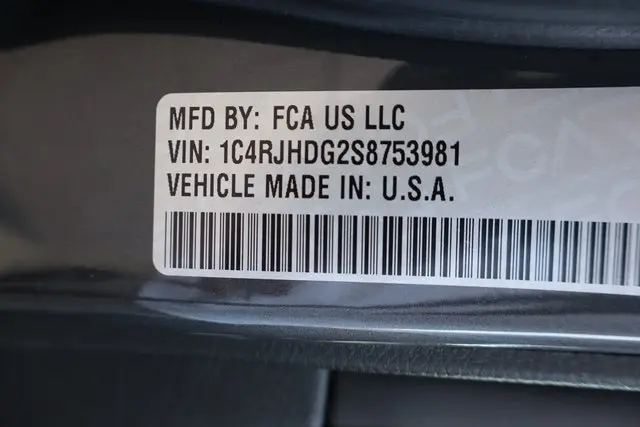 MFD BY: FCA US LLC
VIN: 1C4RJHDG2S8753981
VEHICLE MADE IN: U.S.A.